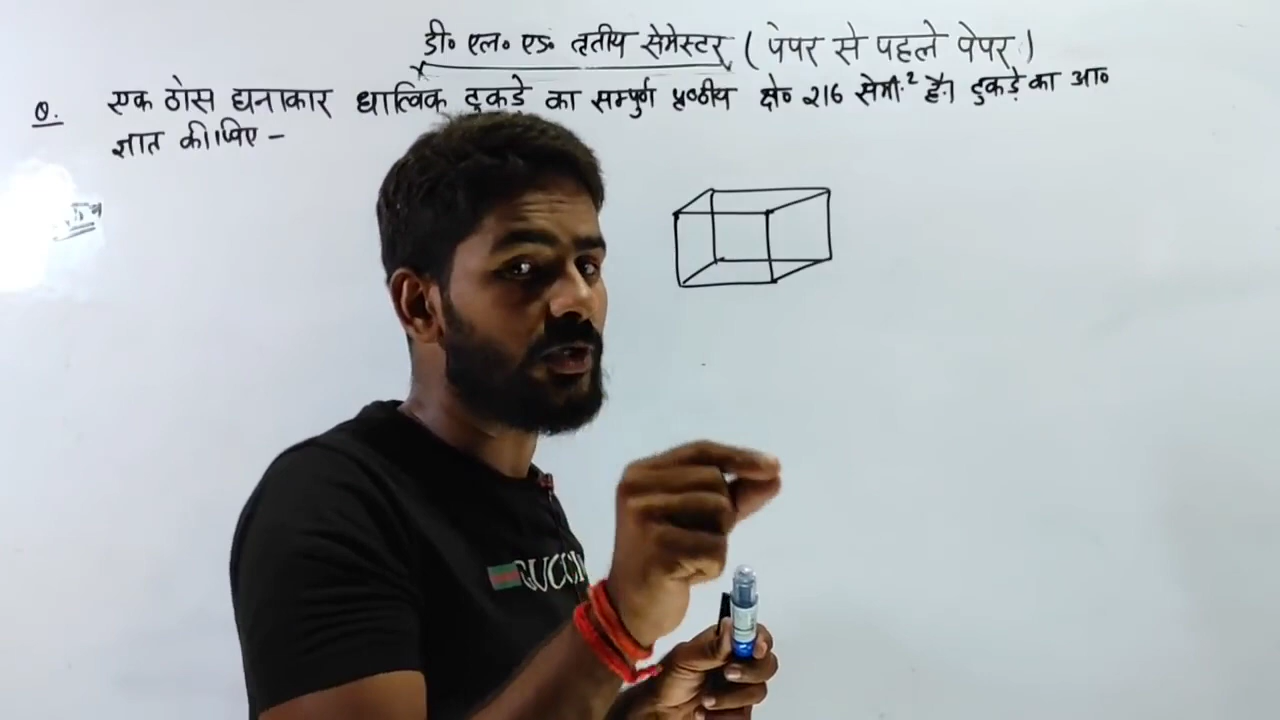 डी० एल० एड० तृतीय सेमेस्टर (पेपर से पहले पेपर)
Q. एक ठोस घनाकार धात्विक टुकड़े का सम्पुर्ण पृष्ठीय क्षे० 216 सेमी.² है। टुकड़े का आ०
ज्ञात कीजिए -
GUCCI